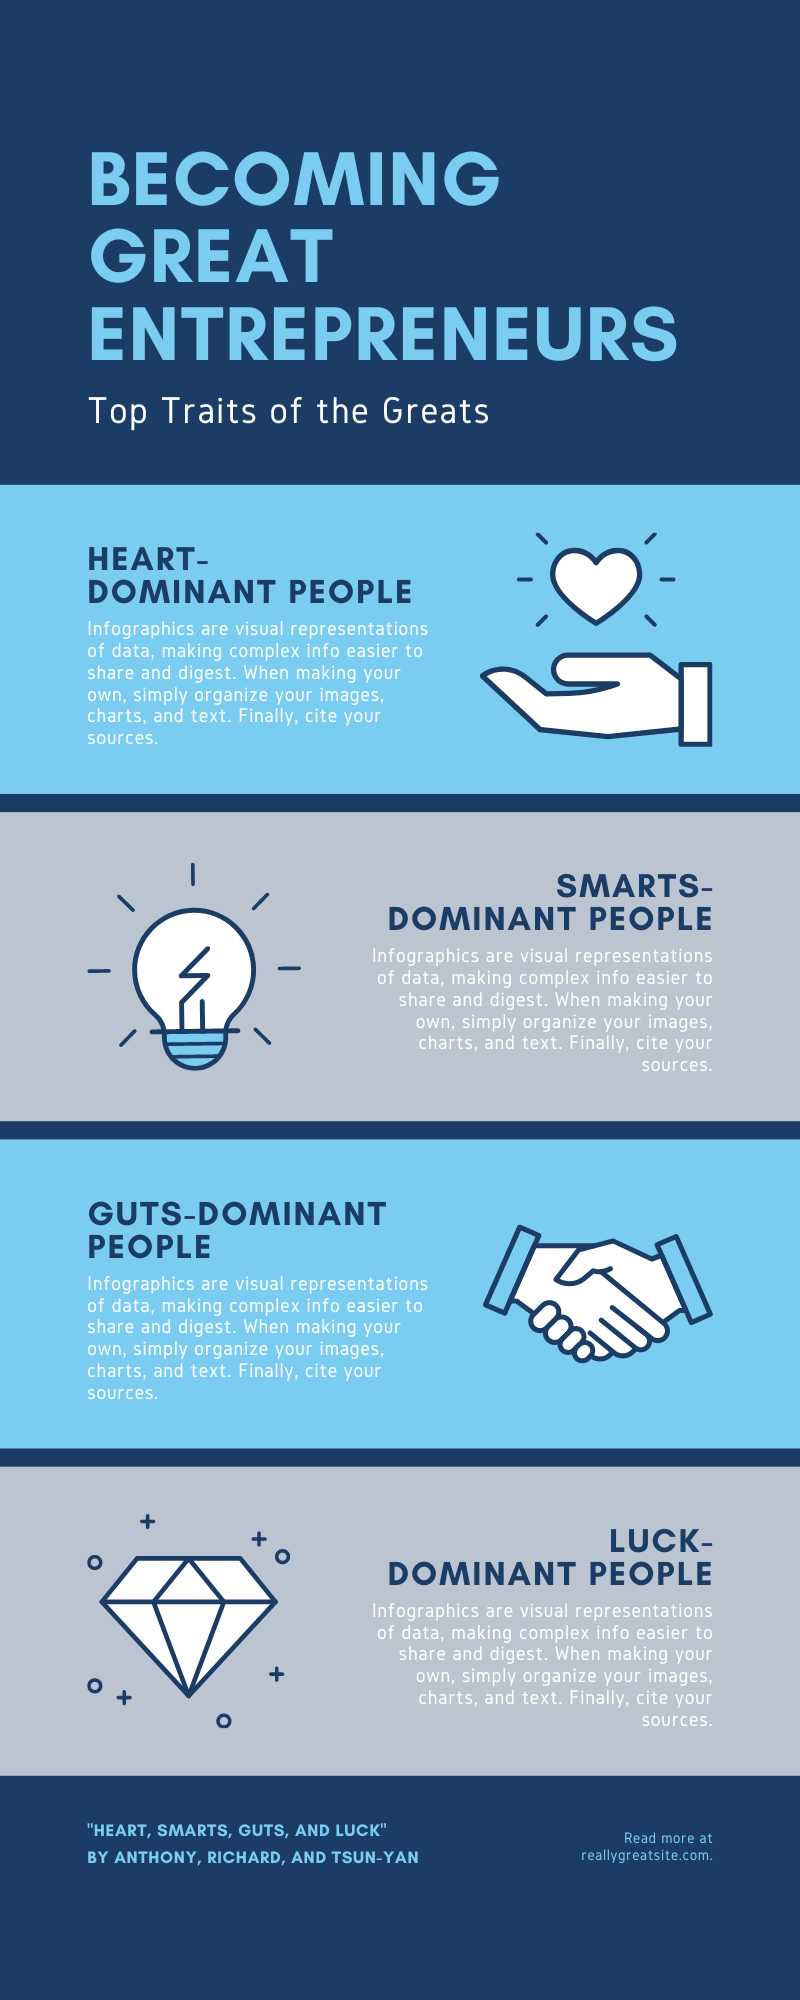 BECOMING
GREAT
ENTREPRENEURS
Top Traits of the Greats
HEART-
DOMINANT PEOPLE
Infographics are visual representations
of data, making complex info easier to
share and digest. When making your
own, simply organize your images,
charts, and text. Finally, cite your
sources.
SMARTS-
DOMINANT PEOPLE
Infographics are visual representations
of data, making complex info easier to
share and digest. When making your
own, simply organize your images,
charts, and text. Finally, cite your
sources.
GUTS-DOMINANT
PEOPLE
Infographics are visual representations
of data, making complex info easier to
share and digest. When making your
own, simply organize your images,
charts, and text. Finally, cite your
sources.
LUCK-
DOMINANT PEOPLE
Infographics are visual representations
of data, making complex info easier to
share and digest. When making your
own, simply organize your images,
charts, and text. Finally, cite your
sources.
"HEART, SMARTS, GUTS, AND LUCK"
BY ANTHONY, RICHARD, AND TSUN-YAN
Read more at
reallygreatsite.com.